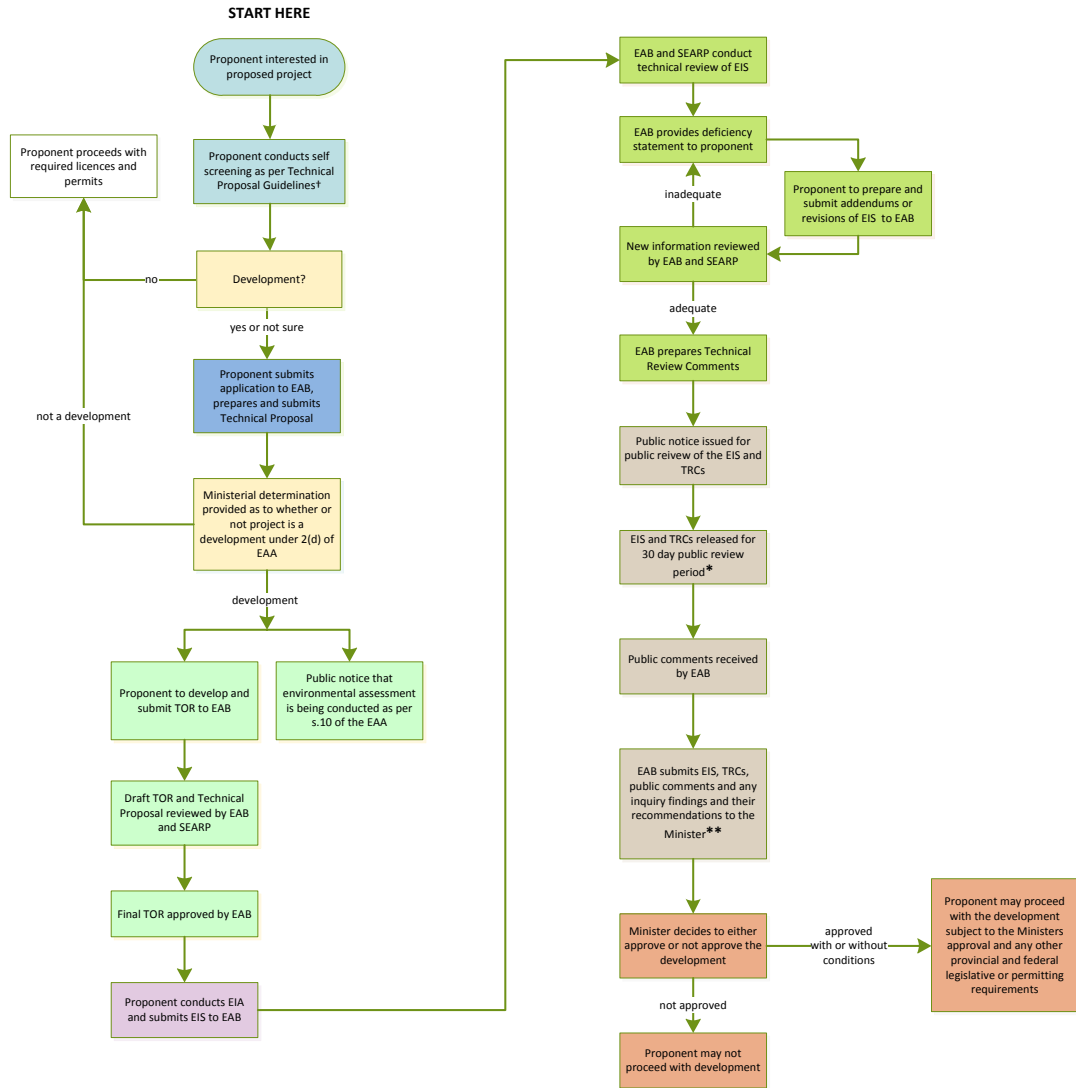 START HERE
Proponent interested in
proposed project
Proponent proceeds with
required licences and
permits
Proponent conducts self
screening as per Technical
Proposal Guidelines†
no
Development?
yes or not sure
Proponent submits
application to EAB,
prepares and submits
Technical Proposal
not a development
Ministerial determination
provided as to whether or
not project is a
development under 2(d) of
EAA
development
Proponent to develop and
submit TOR to EAB
Public notice that
environmental assessment
is being conducted as per
s.10 of the EAA
Draft TOR and Technical
Proposal reviewed by EAB
and SEARP
Final TOR approved by EAB
Proponent conducts EIA
and submits EIS to EAB
EAB and SEARP conduct
technical review of EIS
EAB provides deficiency
statement to proponent
inadequate
Proponent to prepare and
submit addendums or
revisions of EIS to EAB
New information reviewed
by EAB and SEARP
adequate
EAB prepares Technical
Review Comments
Public notice issued for
public reivew of the EIS and
TRCs
EIS and TRCs released for
30 day public review
period*
Public comments received
by EAB
EAB submits EIS, TRCs,
public comments and any
inquiry findings and their
recommendations to the
Minister**
Minister decides to either
approve or not approve the
development
approved
with or without
conditions
Proponent may proceed
with the development
subject to the Ministers
approval and any other
provincial and federal
legislative or permitting
requirements
not approved
Proponent may not
proceed with development